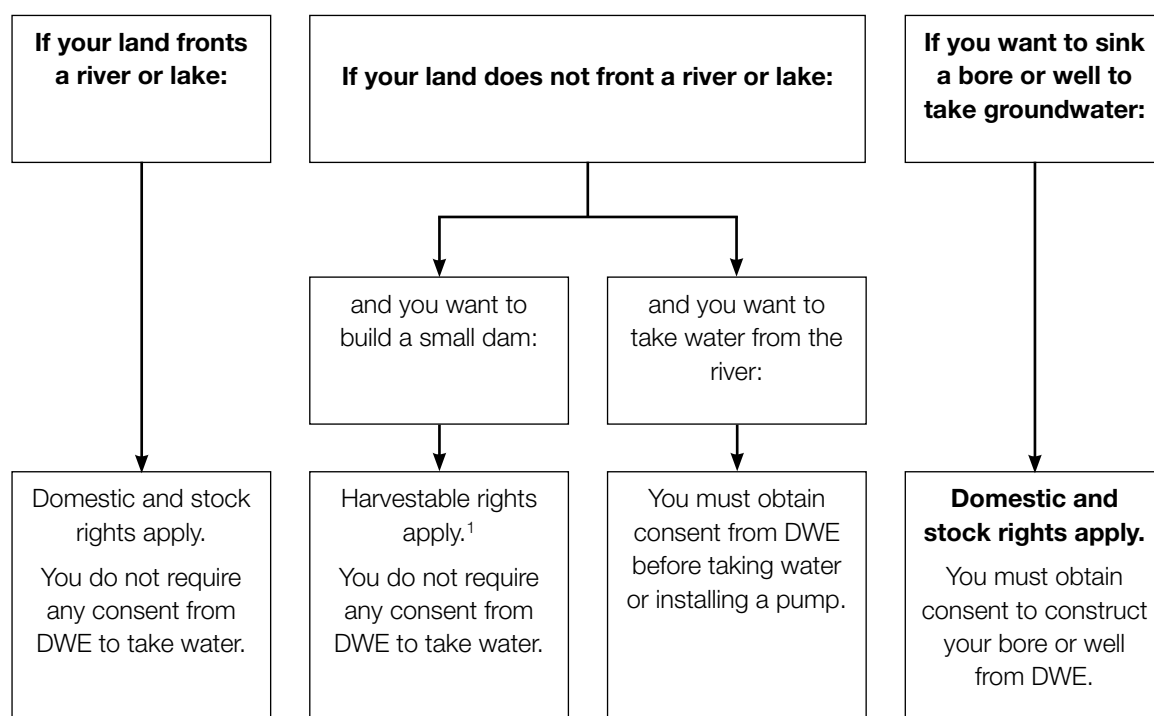 If your land fronts
a river or lake:
If your land does not front a river or lake:
If you want to sink
a bore or well to
take groundwater:
and you want to
build a small dam:
and you want to
take water from the
river:
Domestic and stock
rights apply.
You do not require
any consent from
DWE to take water.
Harvestable rights
apply.¹
You do not require
any consent from
DWE to take water.
You must obtain
consent from DWE
before taking water
or installing a pump.
Domestic and
stock rights apply.
You must obtain
consent to construct
your bore or well
from DWE.